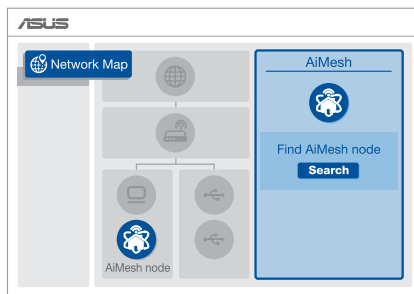 ASUS
Network Map
AiMesh
Find AiMesh node
Search
AiMesh node